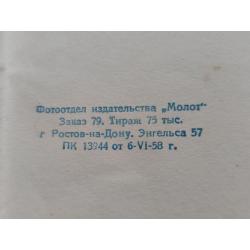 Фотоотдел издательства „Молот"
Заказ 79. Тираж 75 тыс.
г Ростов-на-Дону. Энгельса 57
ПК 13944 от 6-VI-58 г.